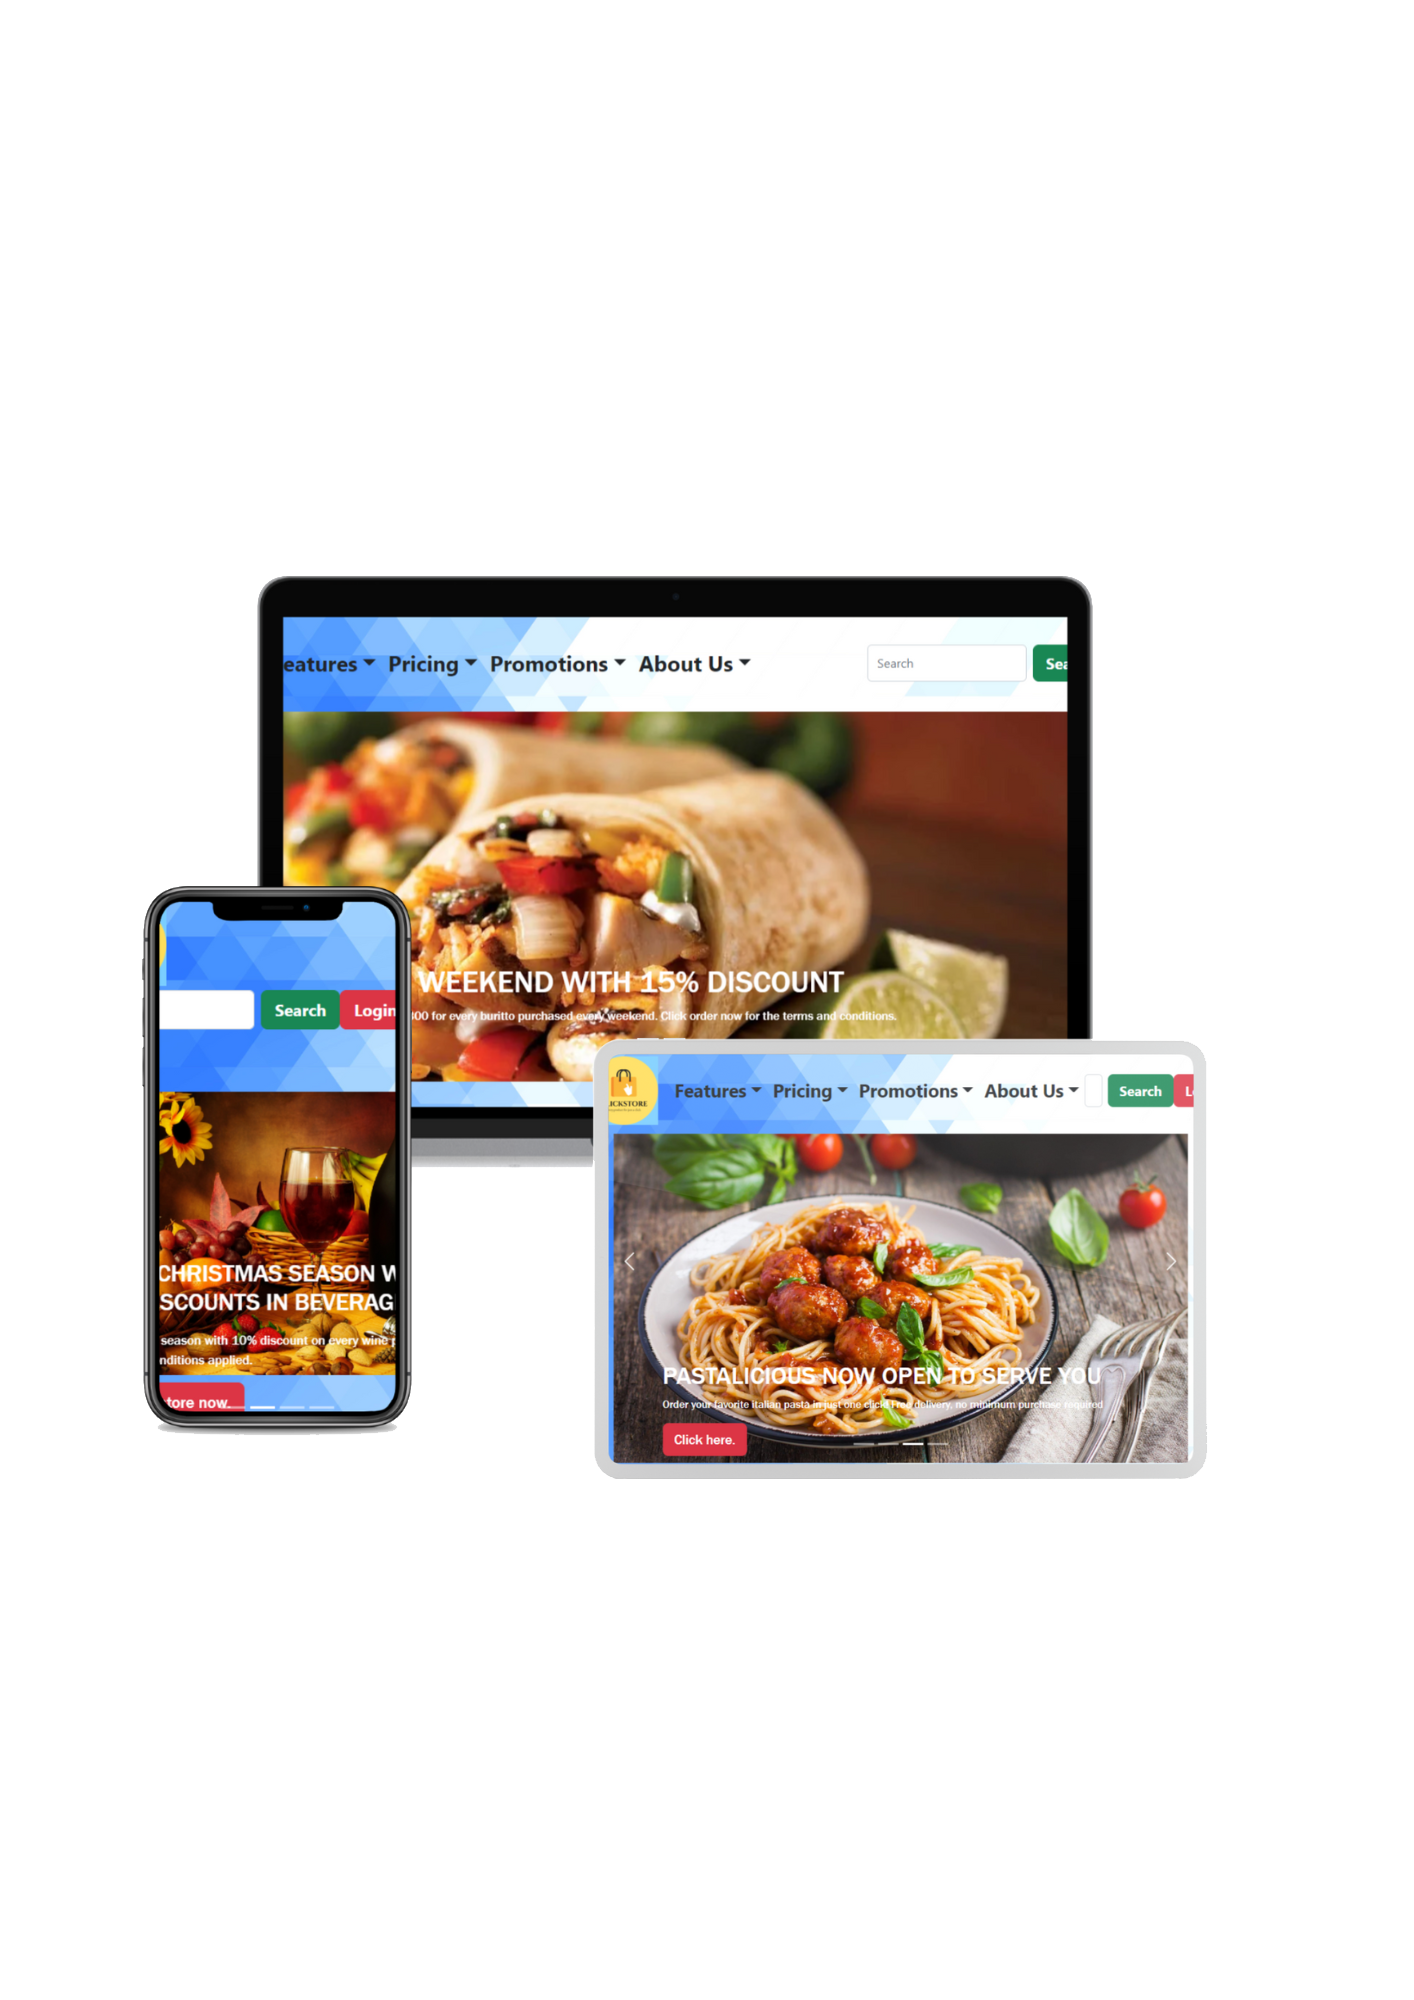 eatures Pricing Promotions About Us Search Sea
WEEKEND WITH 15% DISCOUNT
00 for every buritto purchased every weekend. Click order now for the terms and conditions.
Search Login
CHRISTMAS SEASON W
SCOUNTS IN BEVERAG
season with 10% discount on every wine p
nditions applied.
tore now.
ICKSTORE
Features Pricing Promotions About Us Search L
PASTALICIOUS NOW OPEN TO SERVE YOU
Order your favorite italian pasta in just one click! Free delivery, no minimum purchase required
Click here.